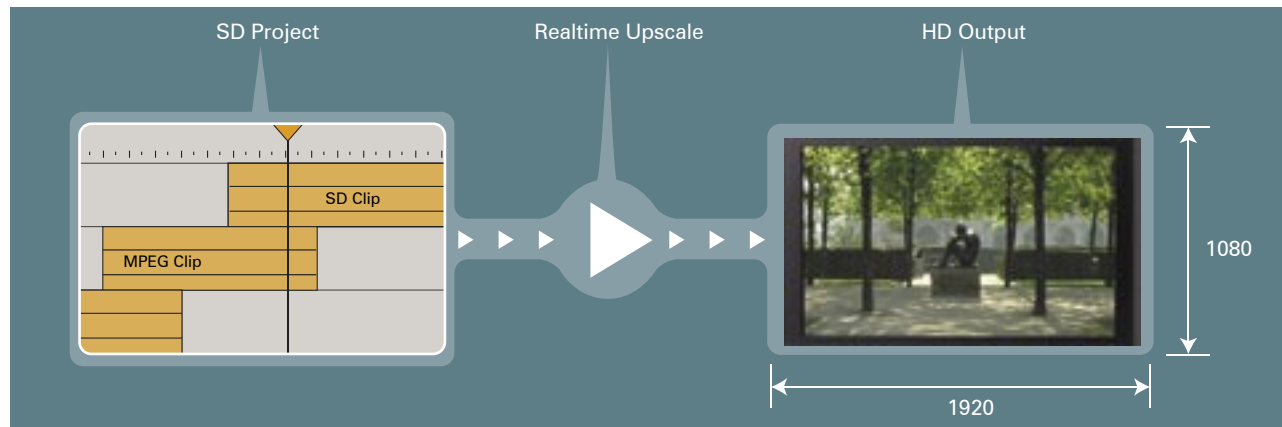 SD Project
Realtime Upscale
HD Output
SD Clip
MPEG Clip
1080
1920